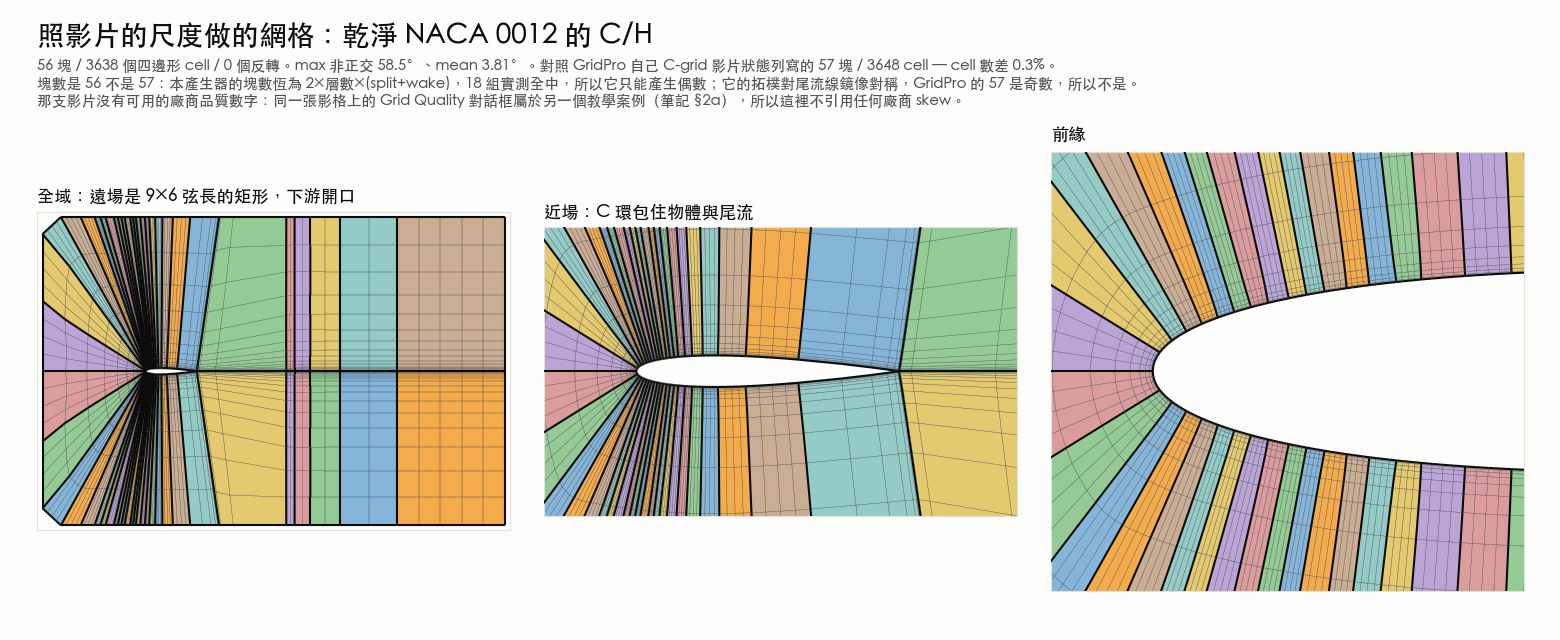 照影片的尺度做的網格：乾淨 NACA 0012 的 C/H
56 塊 / 3638 個四邊形 cell / 0 個反轉。max 非正交 58.5°、mean 3.81°。對照 GridPro 自己 C-grid 影片狀態列寫的 57 塊 / 3648 cell — cell 數差 0.3%。
塊數是 56 不是 57：本產生器的塊數恆為 2×層數×(split+wake)，18 組實測全中，所以它只能產生偶數；它的拓樸對尾流線鏡像對稱，GridPro 的 57 是奇數，所以不是。
那支影片沒有可用的廠商品質數字：同一張影格上的 Grid Quality 對話框屬於另一個教學案例（筆記 §2a），所以這裡不引用任何廠商 skew。
前緣
全域：遠場是 9×6 弦長的矩形，下游開口
近場：C 環包住物體與尾流